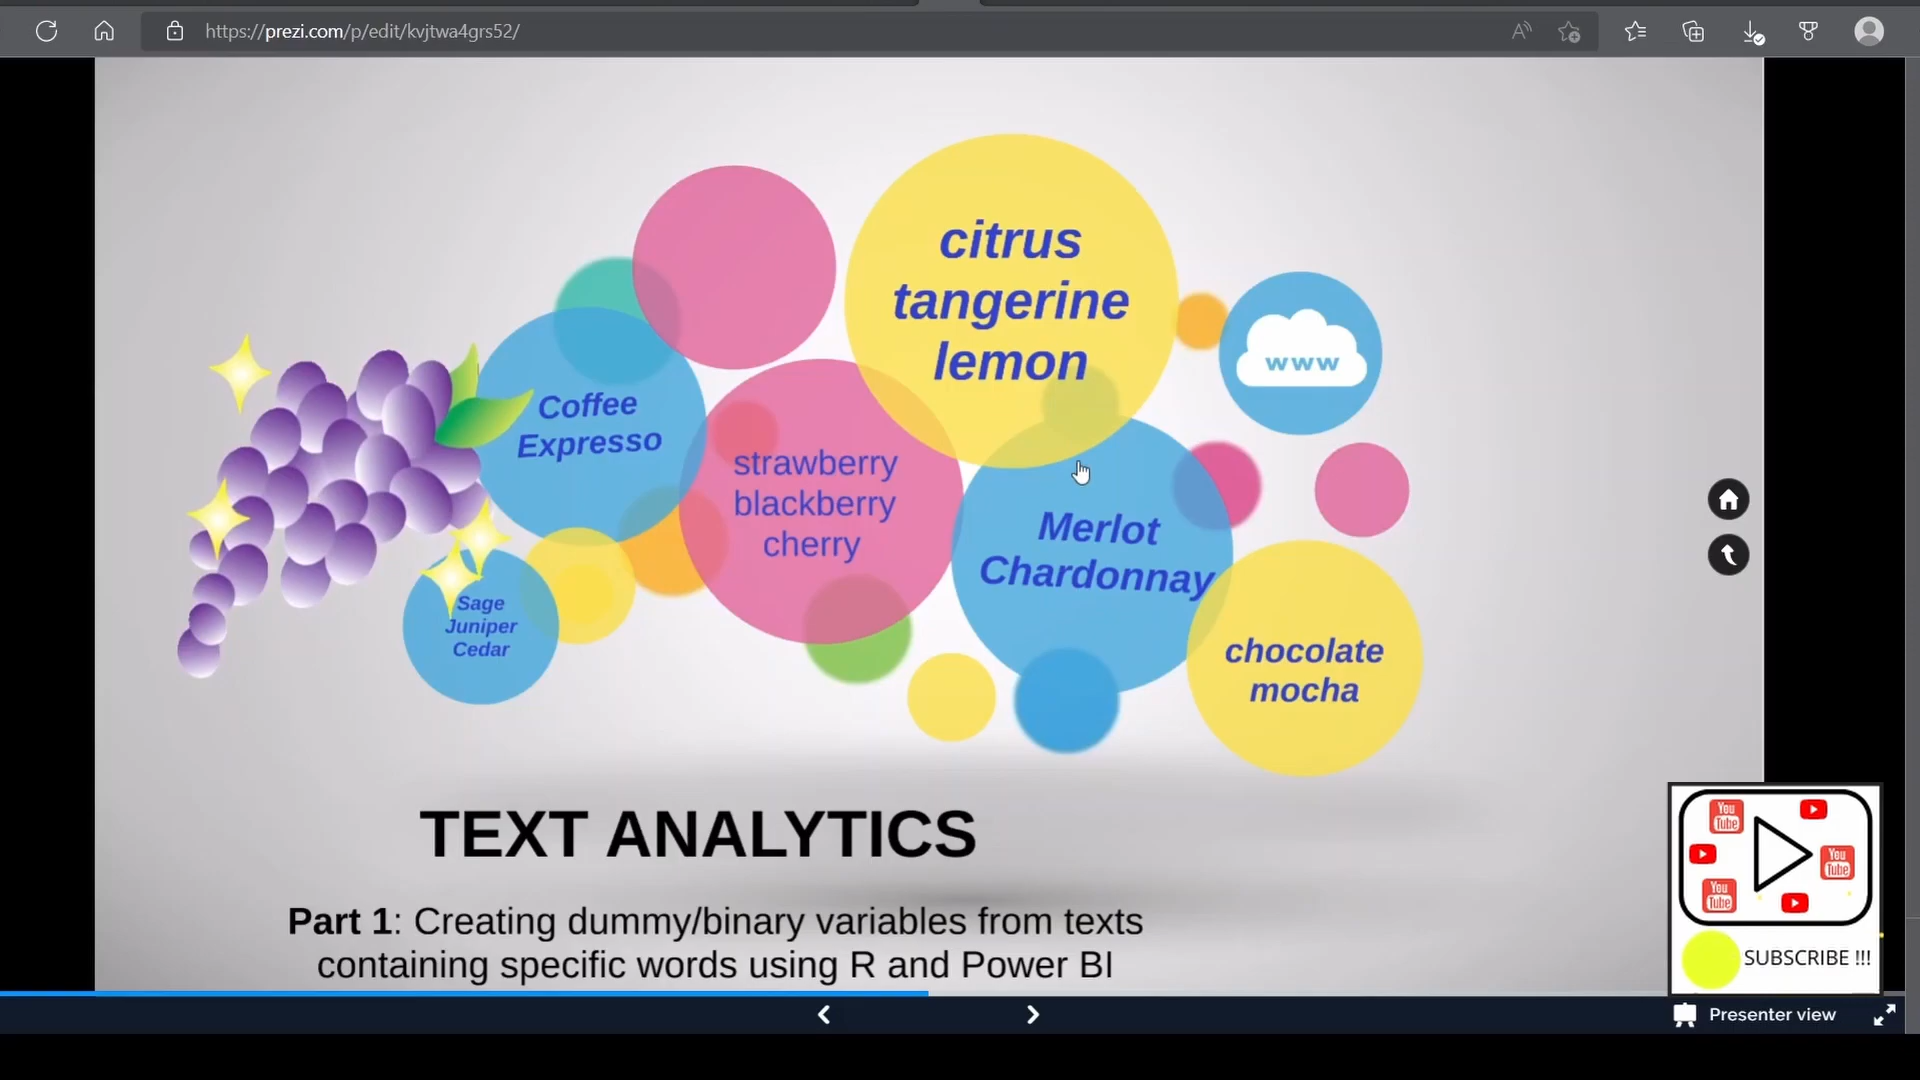 https://prezi.com/p/edit/kvjtwa4grs52/
citrus
tangerine
lemon
www
Coffee
Expresso
strawberry
blackberry
cherry
Merlot
Chardonnay
Sage
Juniper
Cedar
chocolate
mocha
TEXT ANALYTICS
Part 1: Creating dummy/binary variables from texts
containing specific words using R and Power BI
You
Tube
You
Tube
You
Tube
SUBSCRIBE !!!
Presenter view